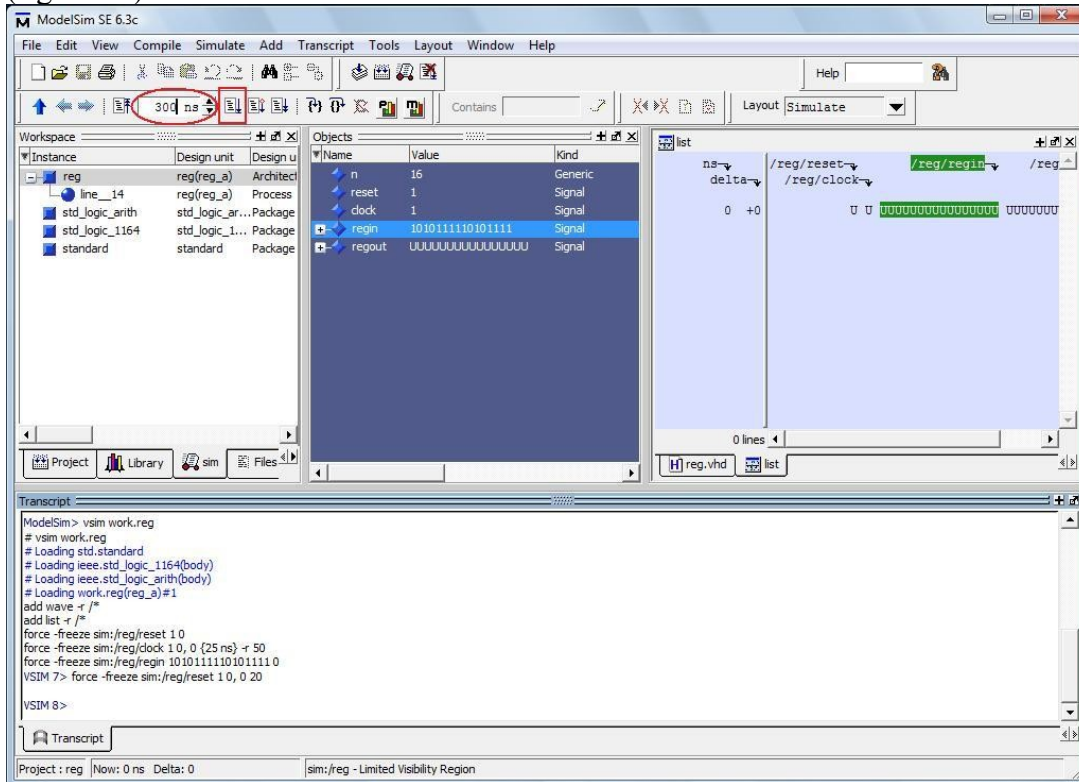 ModelSim SE 6.3c
File Edit View Compile Simulate Add Transcript Tools Layout Window Help
Help
300 ns
Contains
Layout Simulate
Workspace
Instance Design unit Design u
reg reg(reg_a) Architect
line__14 reg(reg_a) Process
std_logic_arith std_logic_ar... Package
std_logic_1164 std_logic_1... Package
standard standard Package
Project Library sim Files
Objects
Name Value Kind
n 16 Generic
reset 1 Signal
clock 1 Signal
regin 1010111110101111 Signal
regout UUUUUUUUUUUUUUUU Signal
list
ns /reg/reset /reg/regin /reg
delta /reg/clock
0 +0 U U UUUUUUUUUUUUUUUU UUUUUUU
0 lines
reg.vhd list
Transcript
ModelSim> vsim work.reg
# vsim work.reg
# Loading std.standard
# Loading ieee.std_logic_1164(body)
# Loading ieee.std_logic_arith(body)
# Loading work.reg(reg_a)#1
add wave -r /*
add list -r /*
force -freeze sim:/reg/reset 1 0
force -freeze sim:/reg/clock 1 0, 0 {25 ns} -r 50
force -freeze sim:/reg/regin 1010111110101111 0
VSIM 7> force -freeze sim:/reg/reset 1 0, 0 20
VSIM 8>
Transcript
Project : reg Now: 0 ns Delta: 0 sim:/reg - Limited Visibility Region